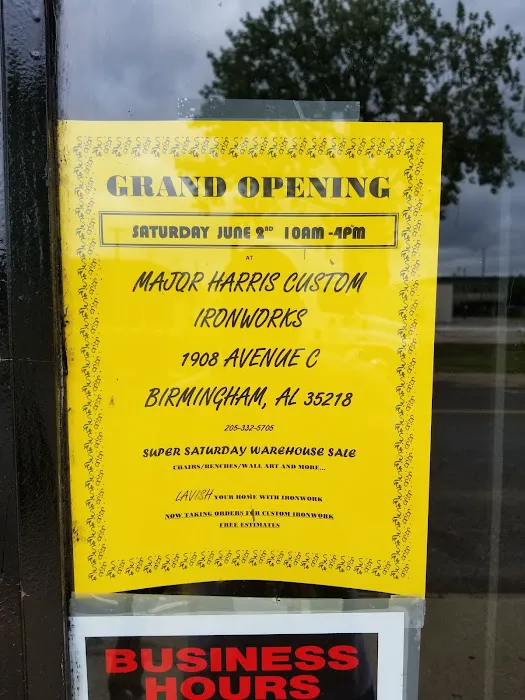 GRAND OPENING
SATURDAY JUNE 2ND 10AM -4PM
AT
MAJOR HARRIS CUSTOM
IRONWORKS
1908 AVENUE C
BIRMINGHAM, AL 35218
205-332-5705
SUPER SATURDAY WAREHOUSE SALE
CHAIRS/BENCHES/WALL ART AND MORE...
LAVISH YOUR HOME WITH IRONWORK
NOW TAKING ORDERS FOR CUSTOM IRONWORK
FREE ESTIMATES
BUSINESS
HOURS